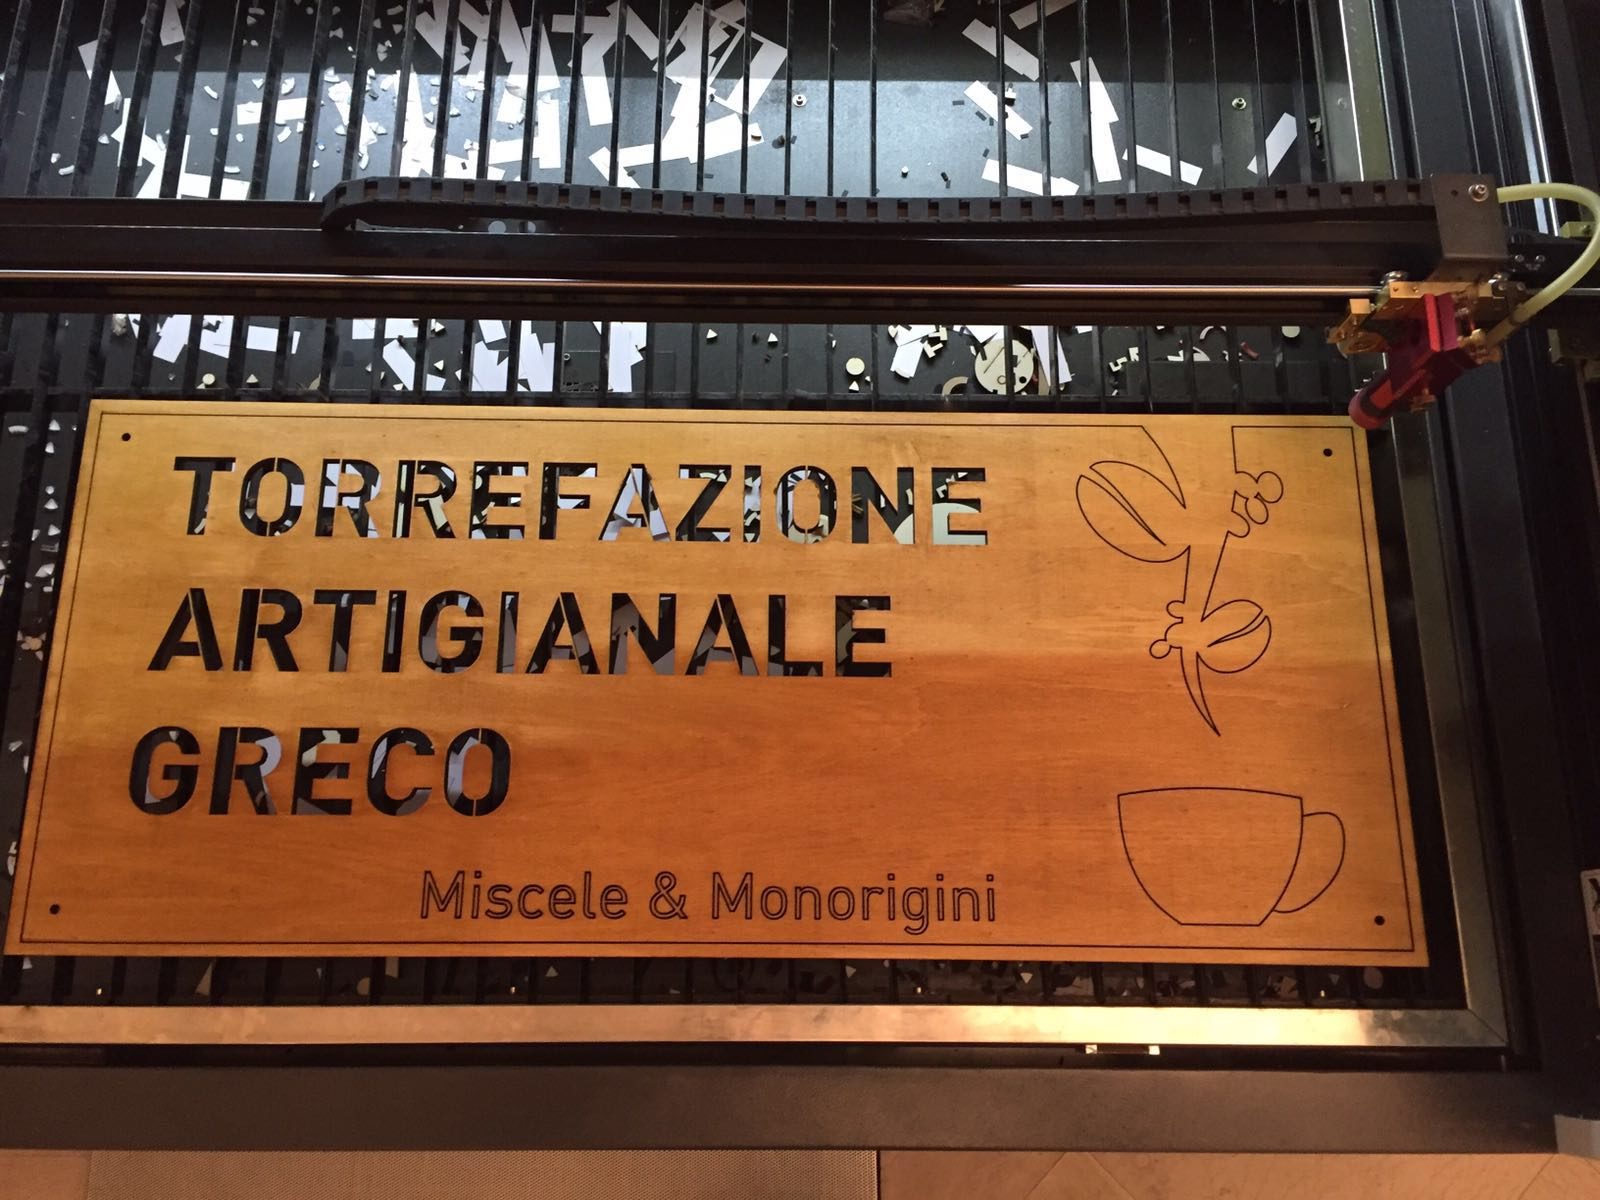 TORREFAZIONE
ARTIGIANALE
GRECO
Miscele & Monorigini